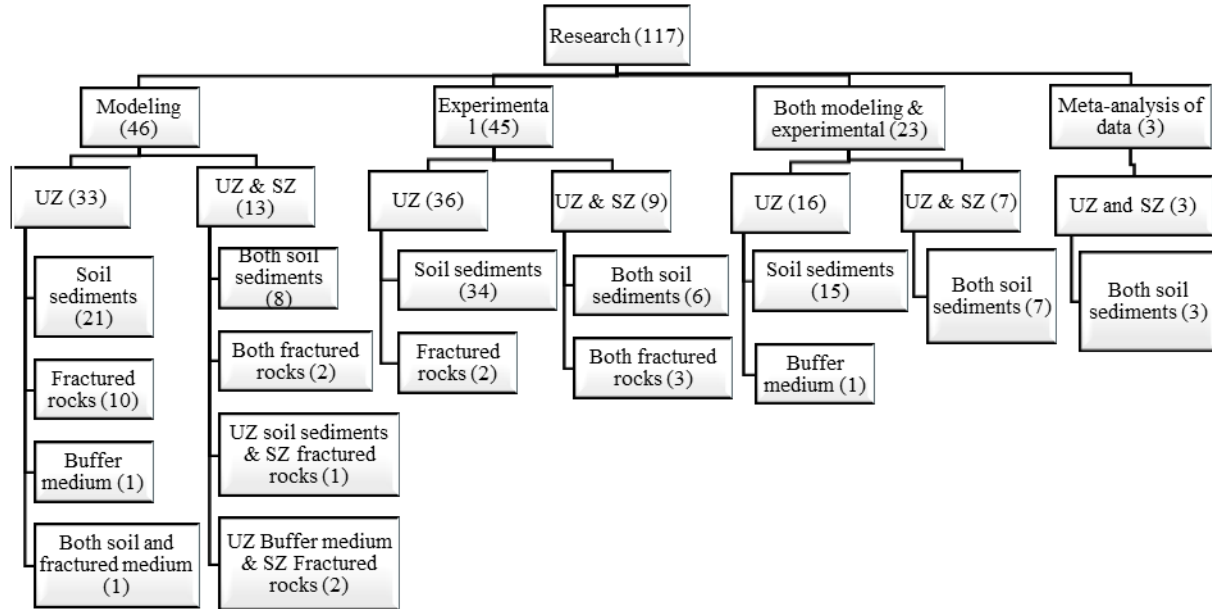 Research (117)
Modeling
(46)
Experimenta
l (45)
Both modeling &
experimental (23)
Meta-analysis of
data (3)
UZ (33)
UZ & SZ
(13)
UZ (36)
UZ & SZ (9)
UZ (16)
UZ & SZ (7)
UZ and SZ (3)
Soil
sediments
(21)
Fractured
rocks (10)
Buffer
medium (1)
Both soil and
fractured medium
(1)
Both soil
sediments
(8)
Both fractured
rocks (2)
UZ soil sediments
& SZ fractured
rocks (1)
UZ Buffer medium
& SZ Fractured
rocks (2)
Soil sediments
(34)
Fractured
rocks (2)
Both soil
sediments (6)
Both fractured
rocks (3)
Soil sediments
(15)
Buffer
medium (1)
Both soil
sediments (7)
Both soil
sediments (3)